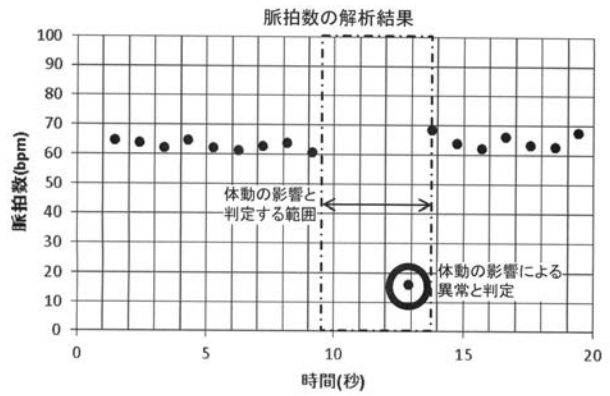 脈拍数の解析結果
脈拍数(bpm)
100
90
80
70
60
50
40
30
20
10
0
体動の影響と
判定する範囲
体動の影響による
異常と判定
0
5
10
15
20
時間(秒)